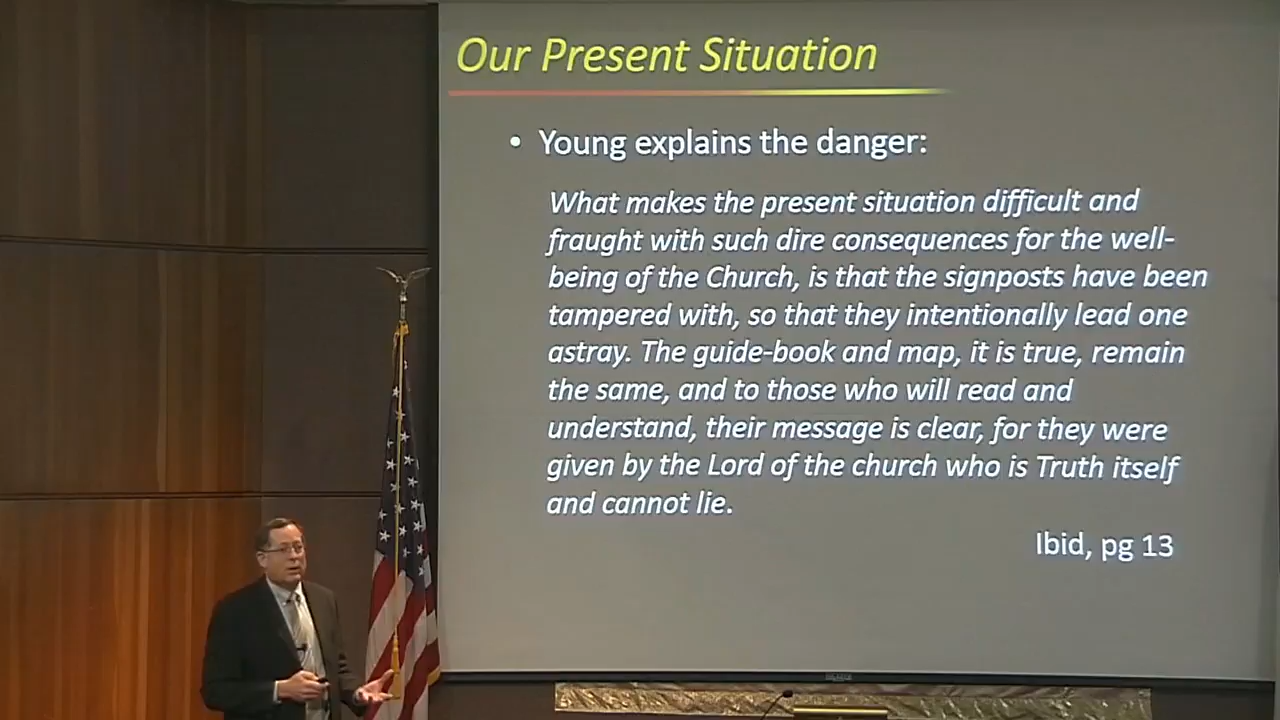 Our Present Situation
• Young explains the danger:
What makes the present situation difficult and
fraught with such dire consequences for the well-
being of the Church, is that the signposts have been
tampered with, so that they intentionally lead one
astray. The guide-book and map, it is true, remain
the same, and to those who will read and
understand, their message is clear, for they were
given by the Lord of the church who is Truth itself
and cannot lie.
Ibid, pg 13